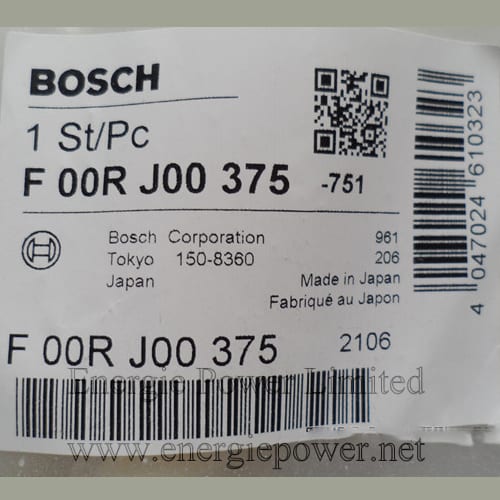 BOSCH
1 St/Pc
F 00R J00 375 -751
Bosch Corporation 961
Tokyo 150-8360 206
Japan Made in Japan
Fabriqué au Japon
4 047024 610323
F 00R J00 375 2106
Energie Power Limited
www.energiepower.net